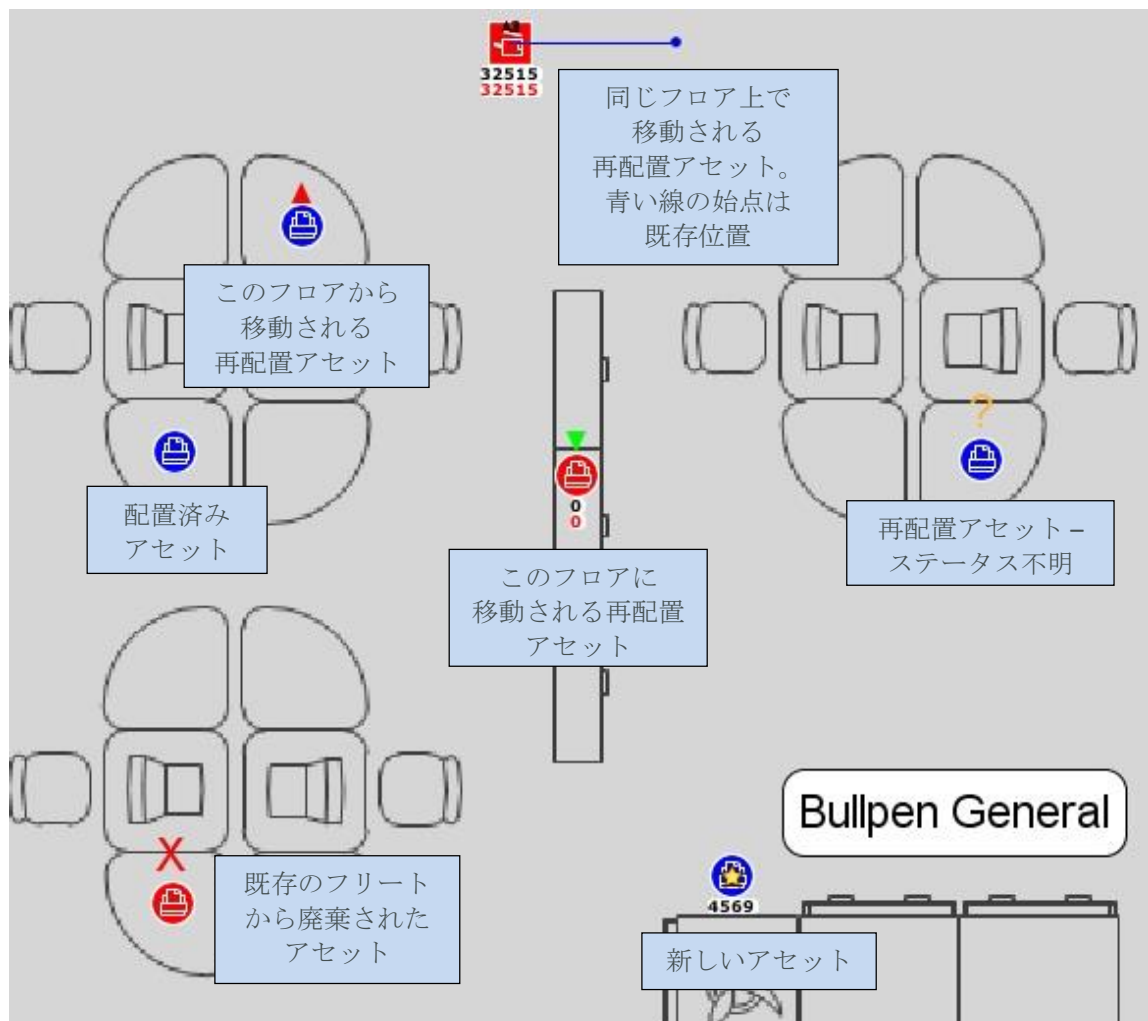 A3
32515
32515
同じフロア上で
移動される
再配置アセット。
青い線の始点は
既存位置
このフロアから
移動される
再配置アセット
?
配置済み
アセット
0
0
再配置アセット –
ステータス不明
このフロアに
移動される再配置
アセット
Bullpen General
X
既存のフリート
から廃棄された
アセット
4569
新しいアセット